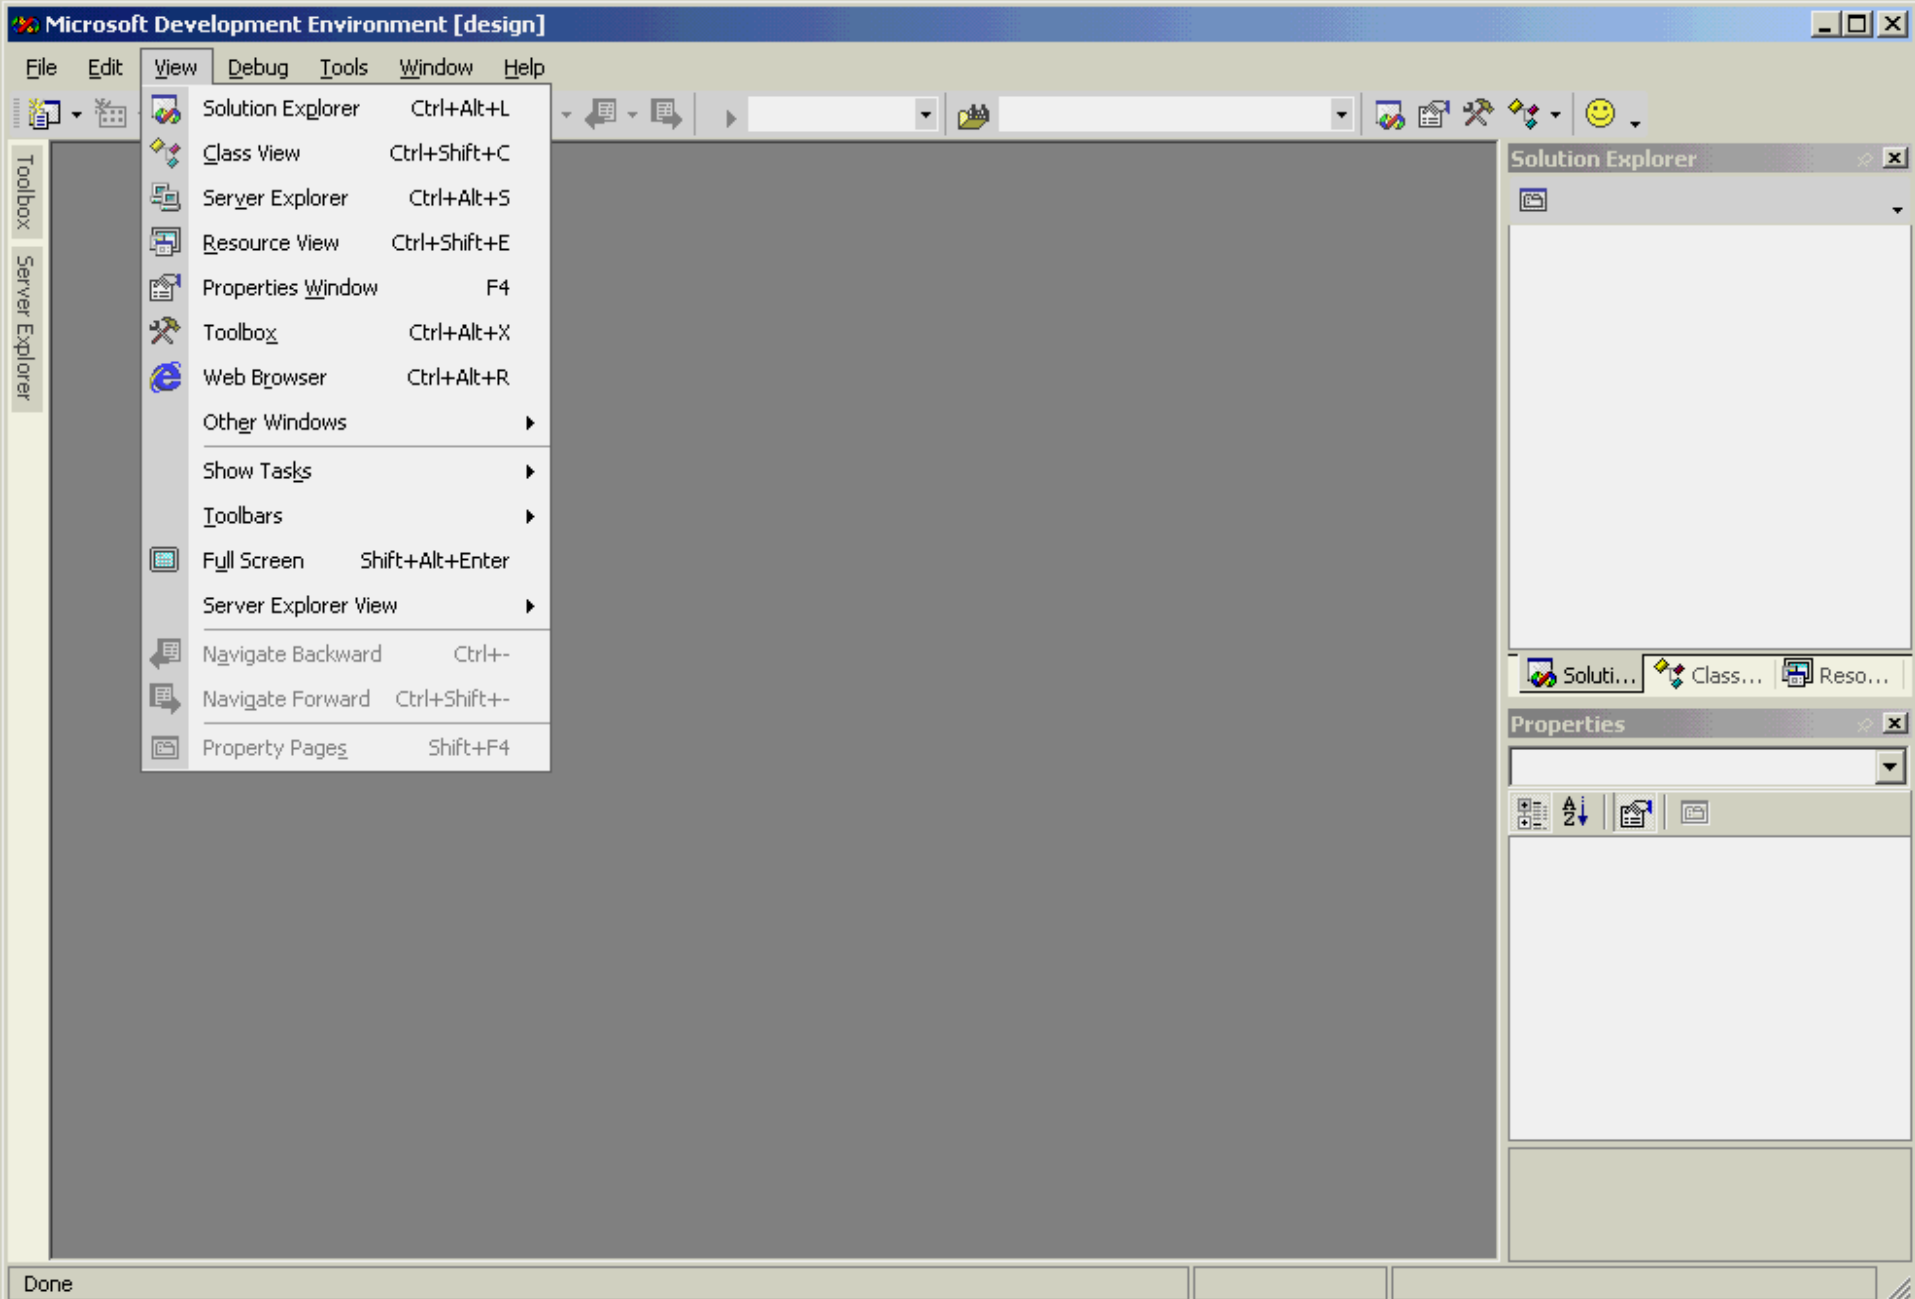 Microsoft Development Environment [design]
File Edit View Debug Tools Window Help
Solution Explorer Ctrl+Alt+L
Class View Ctrl+Shift+C
Server Explorer Ctrl+Alt+S
Resource View Ctrl+Shift+E
Properties Window F4
Toolbox Ctrl+Alt+X
Web Browser Ctrl+Alt+R
Other Windows
Show Tasks
Toolbars
Full Screen Shift+Alt+Enter
Server Explorer View
Navigate Backward Ctrl+-
Navigate Forward Ctrl+Shift+-
Property Pages Shift+F4
Toolbox
Server Explorer
Solution Explorer
Soluti... Class... Reso...
Properties
A
Z
Done